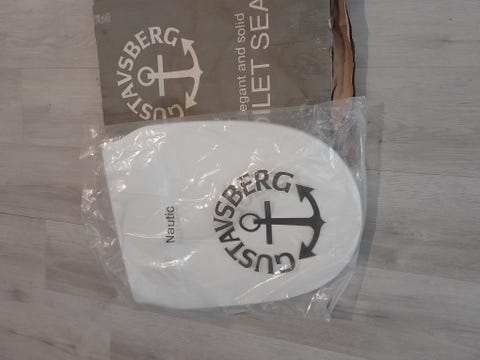 GUSTAVSBERG
egant and solid
OILET SEA
GUSTAVSBERG
Nautic